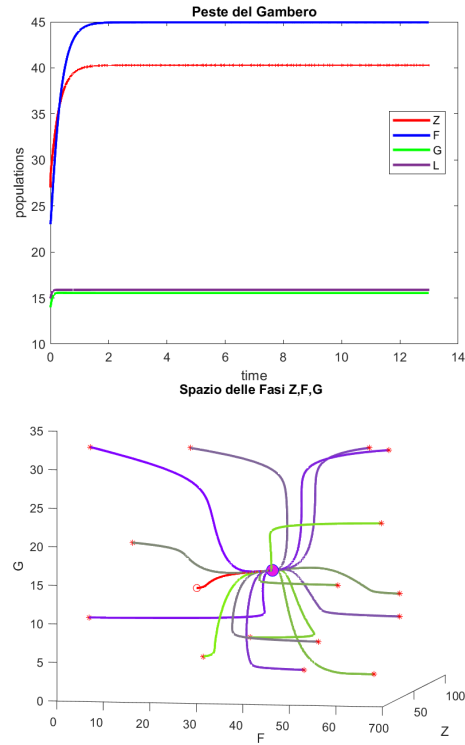 Peste del Gambero
45
40
35
30
25
20
15
10
populations
Z
F
G
L
0 2 4 6 8 10 12 14
time
Spazio delle Fasi Z,F,G
35
30
25
20
15
10
5
0
G
0 10 20 30 40 50 60 700
F
50
100
Z